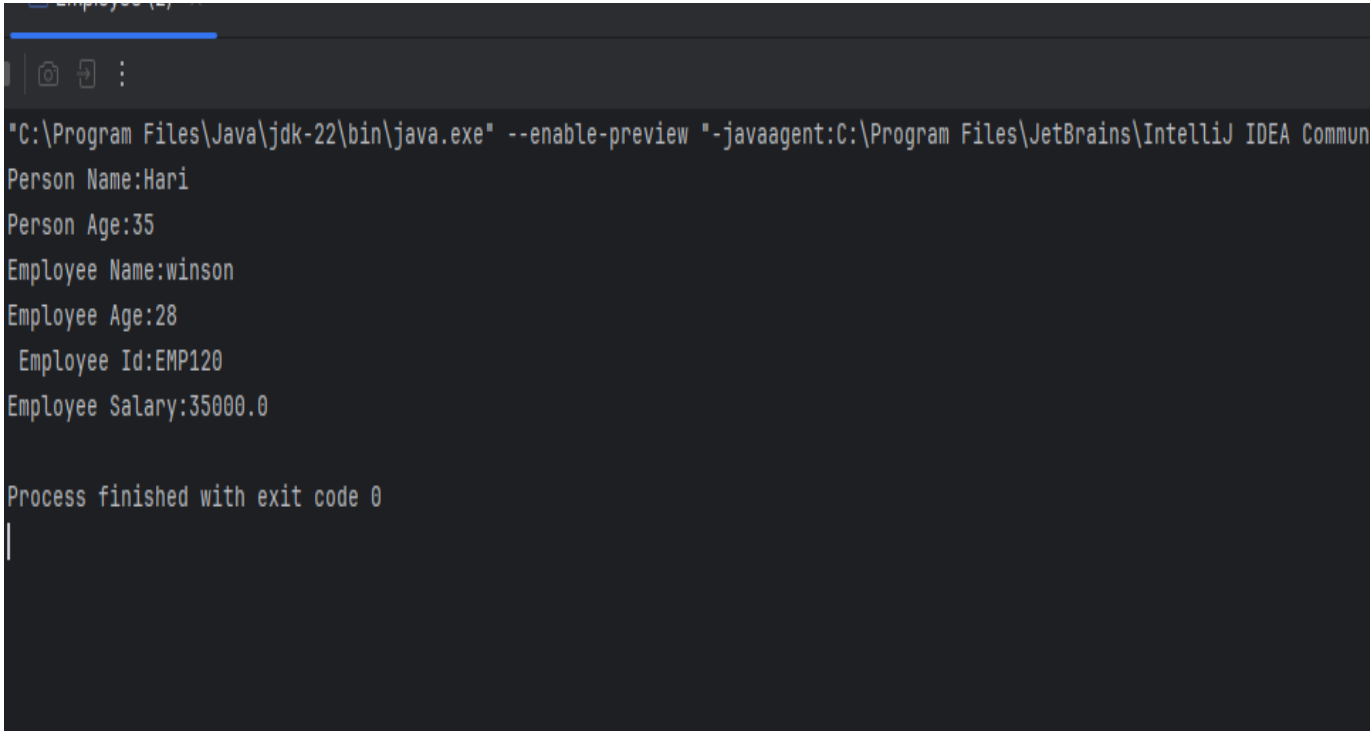 Employee (2) ×
"C:\Program Files\Java\jdk-22\bin\java.exe" --enable-preview "-javaagent:C:\Program Files\JetBrains\IntelliJ IDEA Commun
Person Name:Hari
Person Age:35
Employee Name:winson
Employee Age:28
 Employee Id:EMP120
Employee Salary:35000.0
Process finished with exit code 0